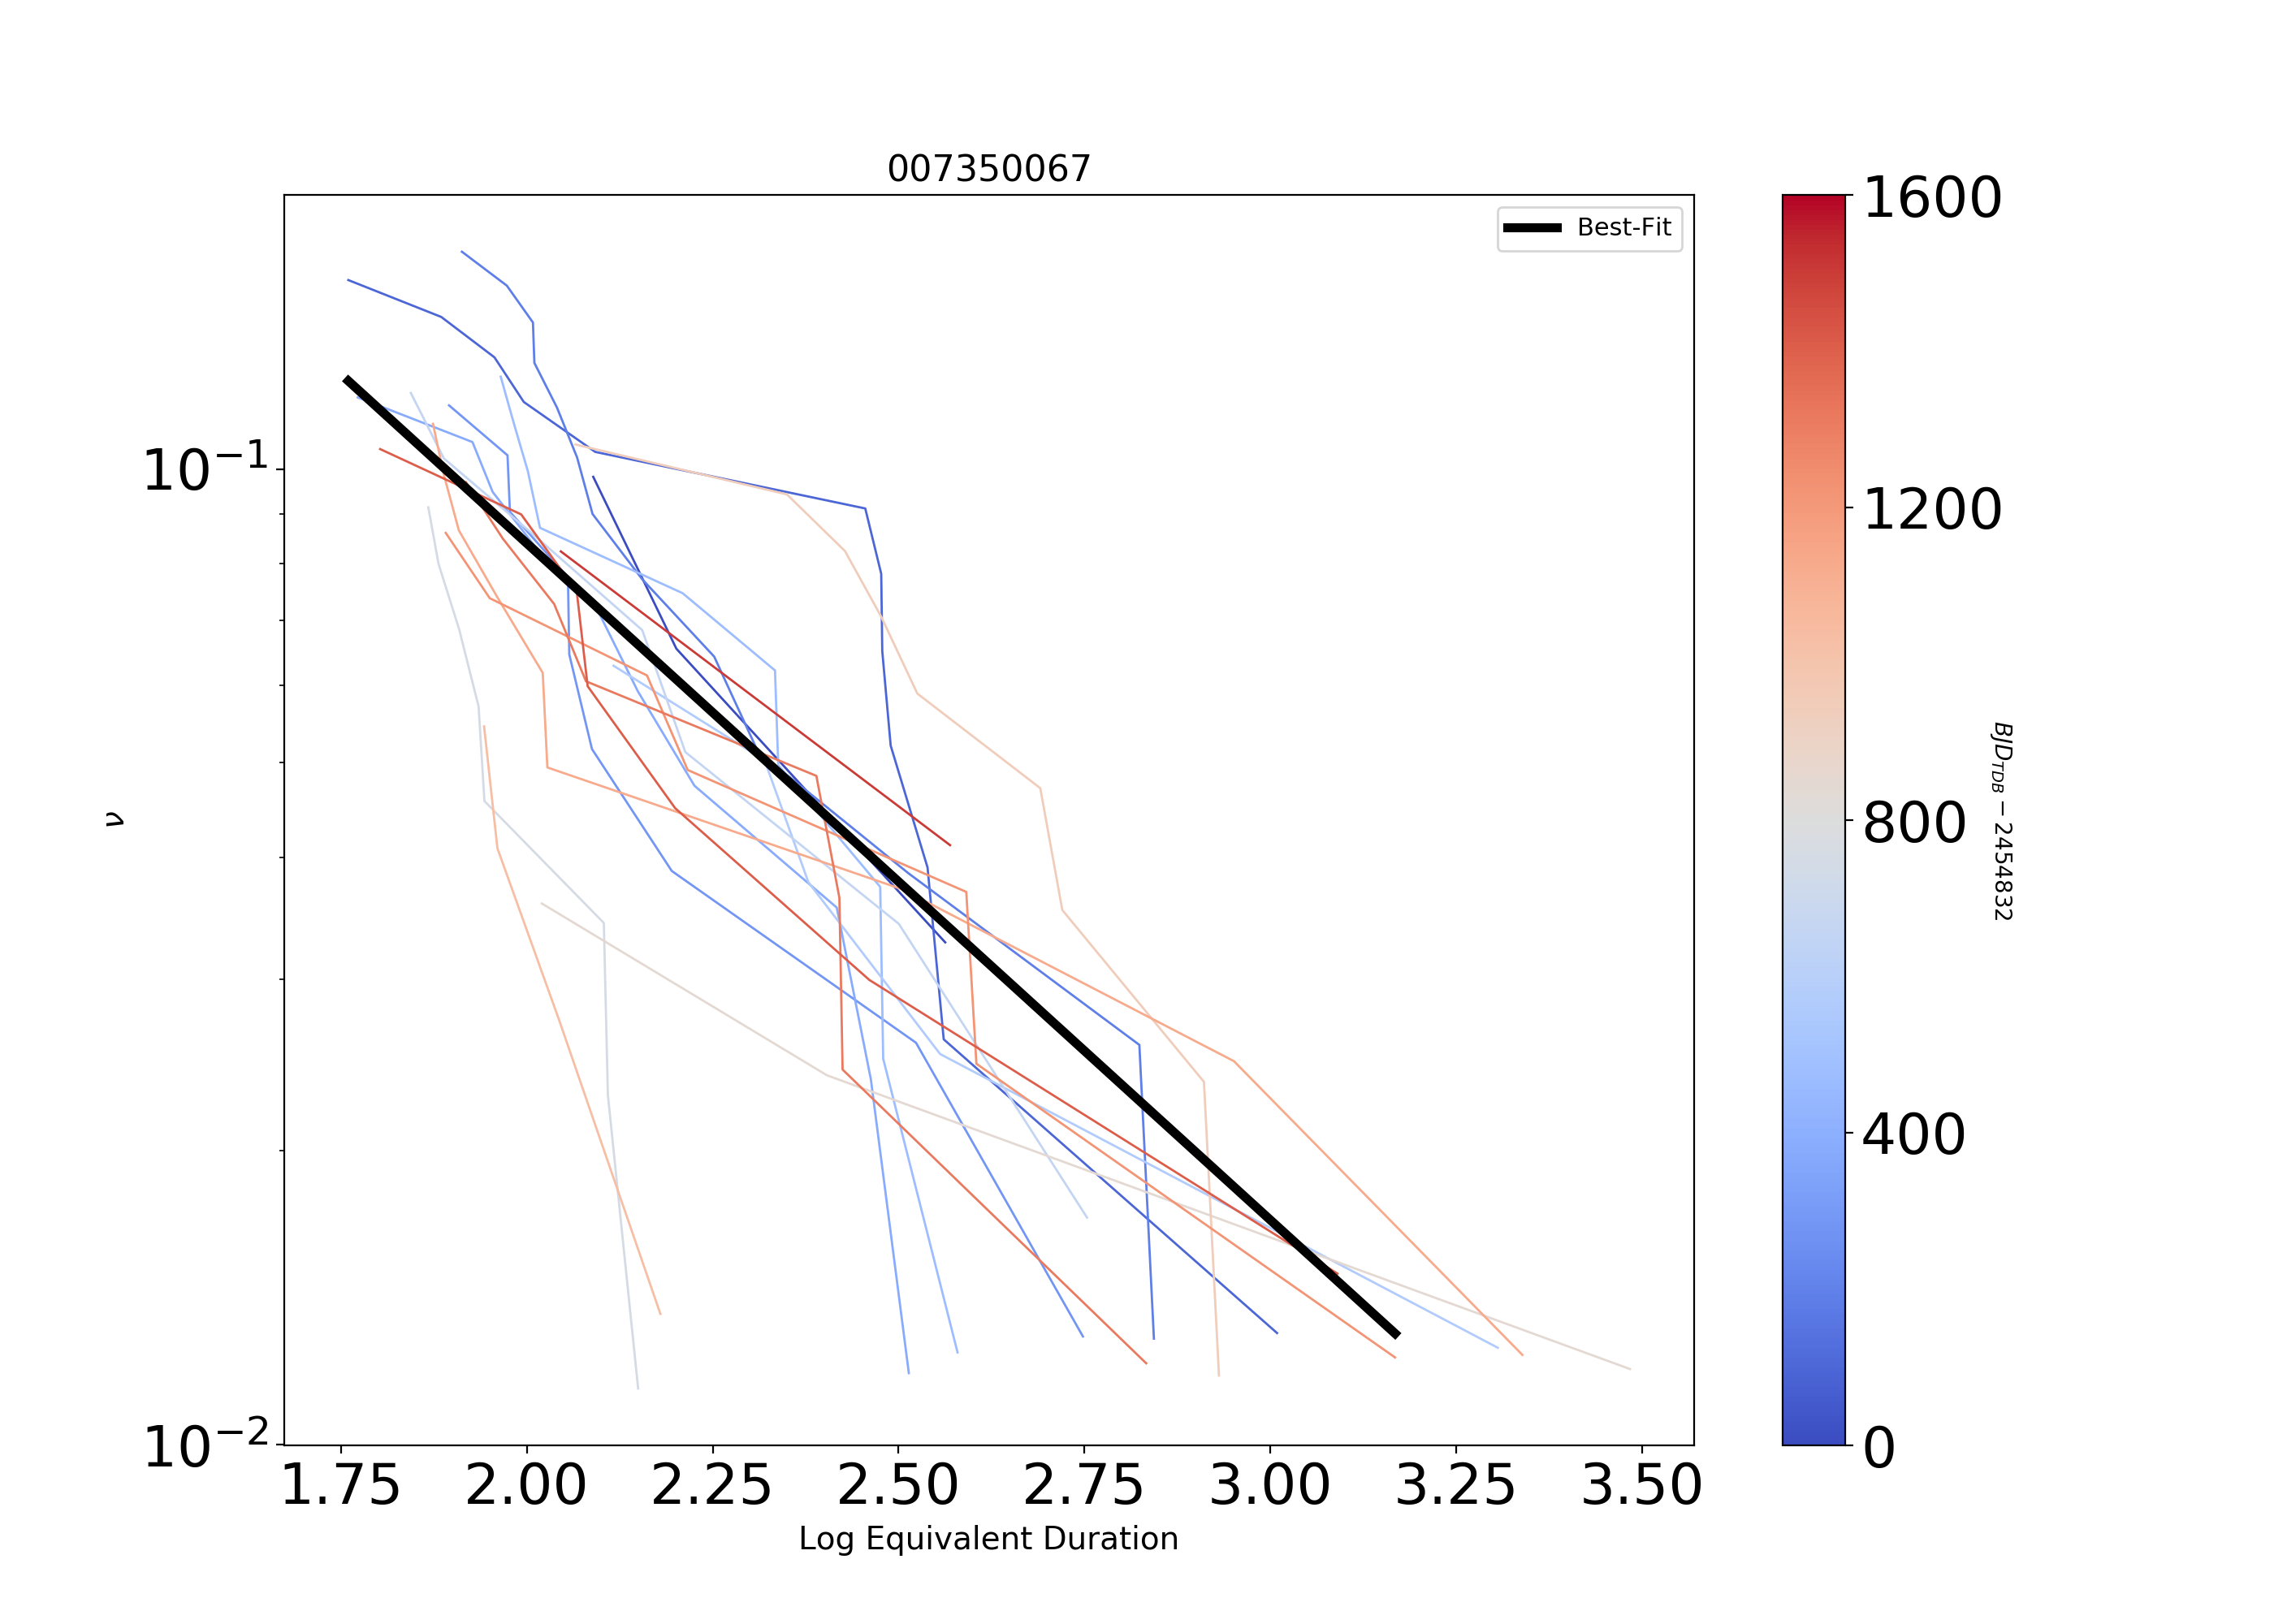 007350067
Best-Fit
10⁻¹
10⁻²
ν
1.75 2.00 2.25 2.50 2.75 3.00 3.25 3.50
Log Equivalent Duration
1600
1200
800
400
0
BJD_TDB − 2454832